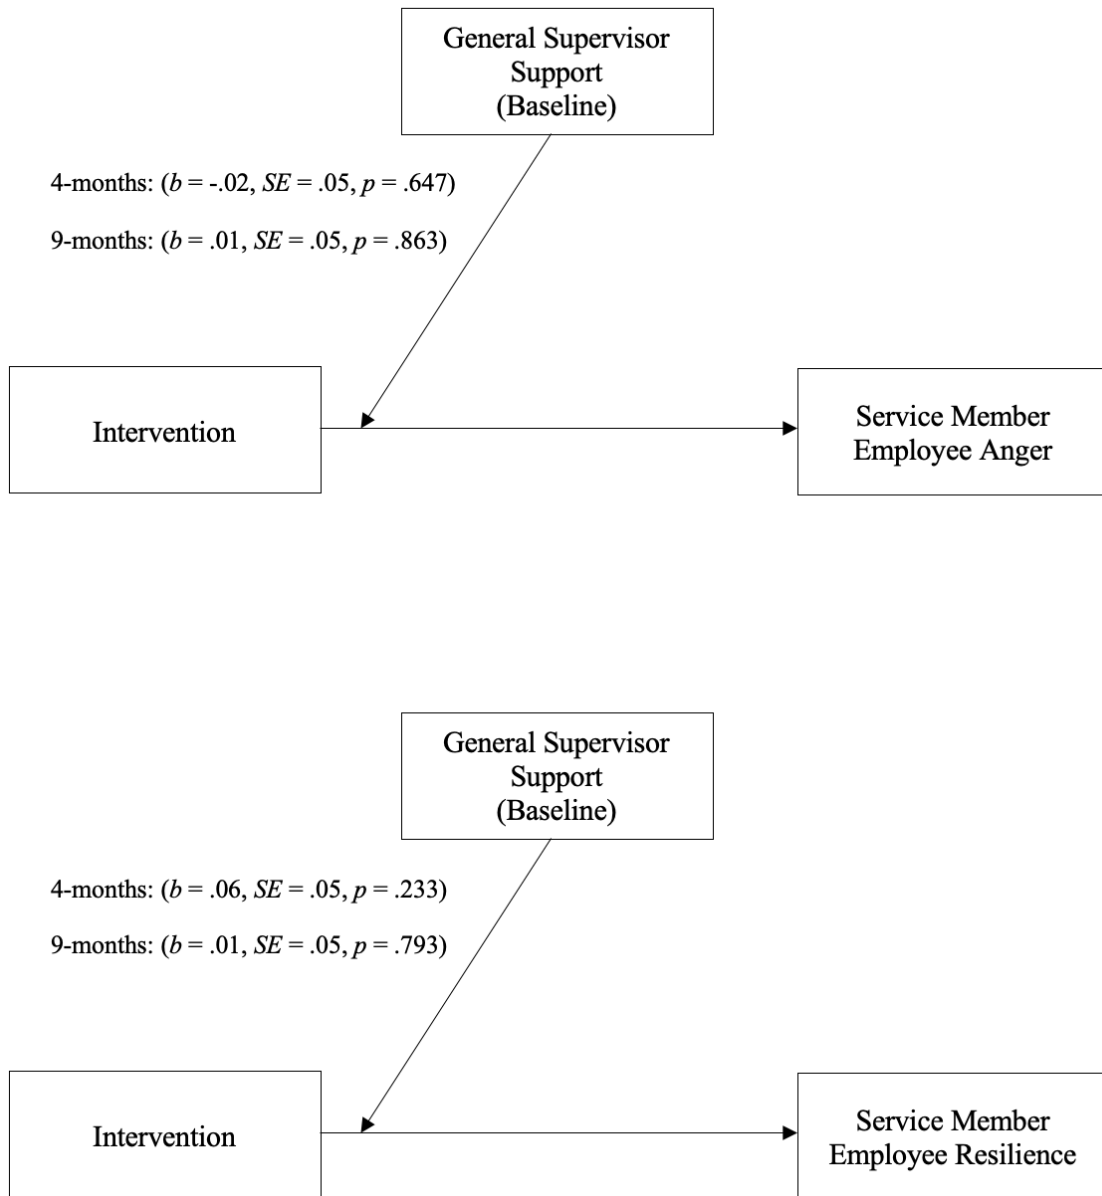 General Supervisor
Support
(Baseline)
4-months: (b = -.02, SE = .05, p = .647)
9-months: (b = .01, SE = .05, p = .863)
Intervention
Service Member
Employee Anger
General Supervisor
Support
(Baseline)
4-months: (b = .06, SE = .05, p = .233)
9-months: (b = .01, SE = .05, p = .793)
Intervention
Service Member
Employee Resilience